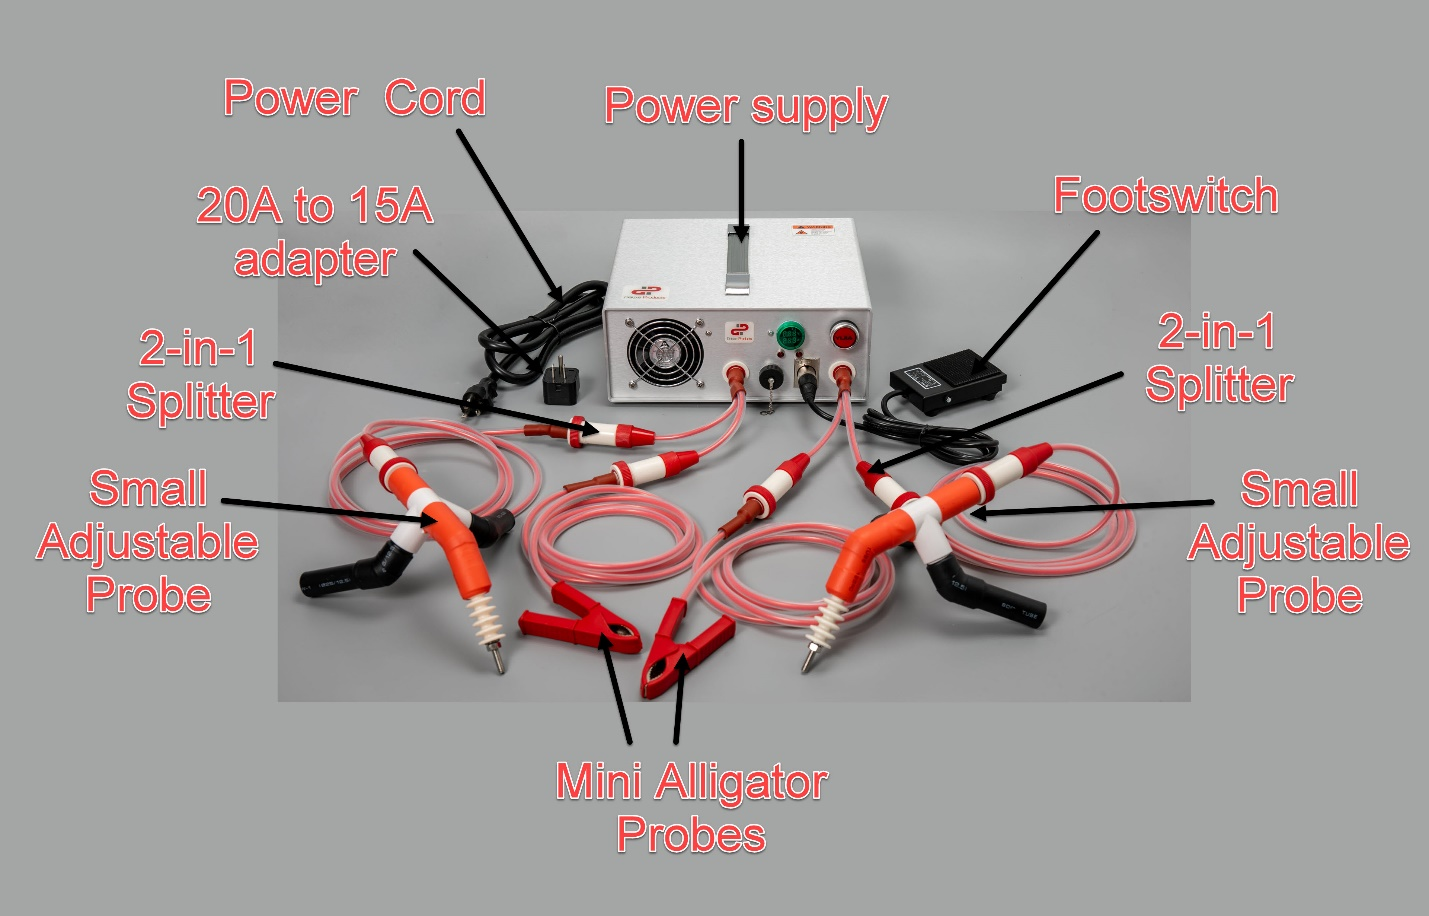 Power Cord
Power supply
20A to 15A
adapter
Footswitch
2-in-1
Splitter
2-in-1
Splitter
Small
Adjustable
Probe
Small
Adjustable
Probe
Mini Alligator
Probes